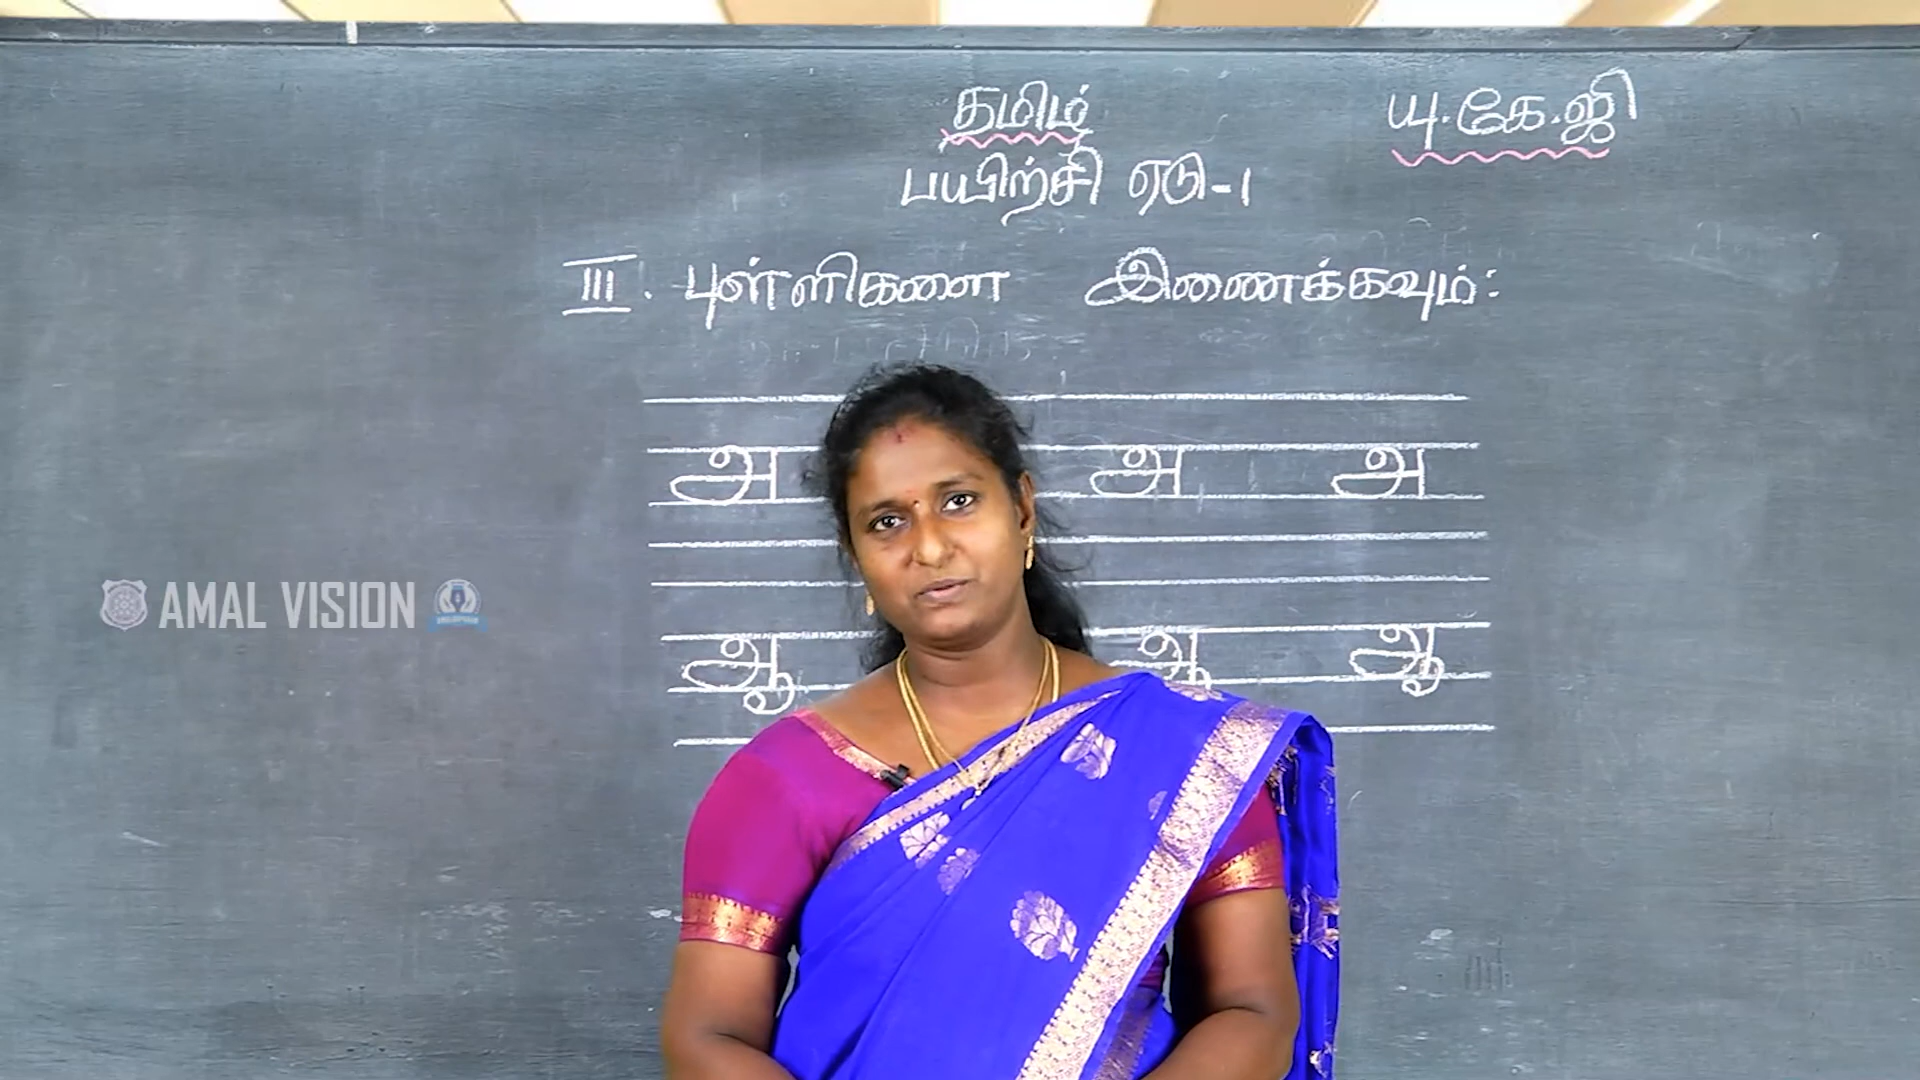 தமிழ்
யு.கே.ஜி
பயிற்சி ஏடு-1
III. புள்ளிகளை இணைக்கவும்:
அ அ அ
AMAL VISION
ஆ ஆ ஆ